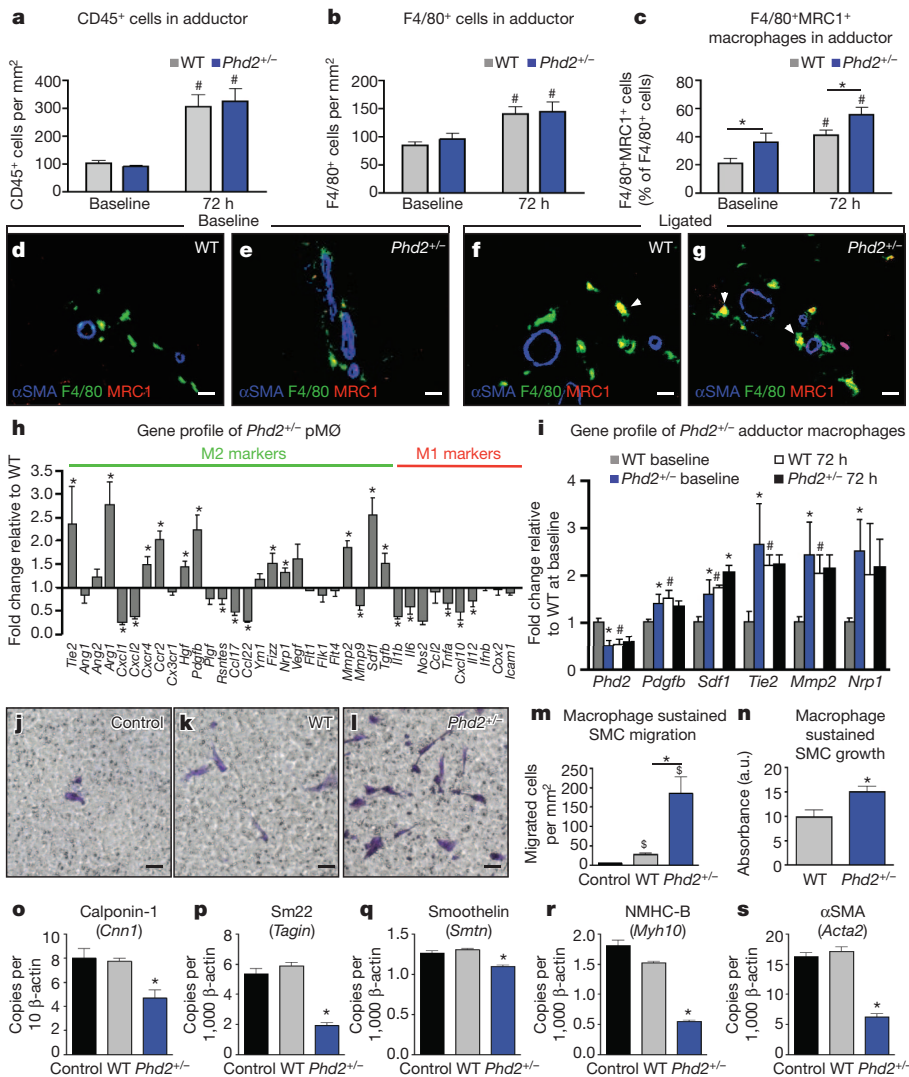 a CD45⁺ cells in adductor
WT Phd2⁺/⁻
CD45⁺ cells per mm²
400
300
200
100
0
# #
Baseline 72 h
b F4/80⁺ cells in adductor
WT Phd2⁺/⁻
F4/80⁺ cells per mm²
200
150
100
50
0
# #
Baseline 72 h
c F4/80⁺MRC1⁺
macrophages in adductor
WT Phd2⁺/⁻
F4/80⁺MRC1⁺ cells
(% of F4/80⁺ cells)
80
60
40
20
0
* * # #
Baseline 72 h
Baseline Ligated
d WT
αSMA F4/80 MRC1
e Phd2⁺/⁻
αSMA F4/80 MRC1
f WT
αSMA F4/80 MRC1
g Phd2⁺/⁻
αSMA F4/80 MRC1
h Gene profile of Phd2⁺/⁻ pMØ
M2 markers M1 markers
Fold change relative to WT
3.5
3.0
2.5
2.0
1.5
1.0
0.5
0.0
Tie2 Ang1 Ang2 Arg1 Cxcl1 Cxcl2 Cxcr4 Ccr2 Cx3cr1 Hgf Pdgfb Plgf Rantes Ccl17 Ccl22 Ym1 Fizz Nrp1 Vegf Flt1 Flk1 Flt4 Mmp2 Mmp9 Sdf1 Tgfb Il1b Il6 Nos2 Ccl2 Tnfa Cxcl10 Il12 Ifnb Cox2 Icam1
i Gene profile of Phd2⁺/⁻ adductor macrophages
WT baseline WT 72 h
Phd2⁺/⁻ baseline Phd2⁺/⁻ 72 h
Fold change relative
to WT at baseline
4
3
2
1
0
Phd2 Pdgfb Sdf1 Tie2 Mmp2 Nrp1
j Control
k WT
l Phd2⁺/⁻
m Macrophage sustained
SMC migration
Migrated cells
per mm²
250
200
150
100
50
0
$ * $
Control WT Phd2⁺/⁻
n Macrophage
sustained
SMC growth
Absorbance (a.u.)
20
15
10
5
0
*
WT Phd2⁺/⁻
o Calponin-1
(Cnn1)
Copies per
10 β-actin
10
8
6
4
2
0
*
Control WT Phd2⁺/⁻
p Sm22
(Tagln)
Copies per
1,000 β-actin
8
6
4
2
0
*
Control WT Phd2⁺/⁻
q Smoothelin
(Smtn)
Copies per
1,000 β-actin
1.5
1.0
0.5
0.0
*
Control WT Phd2⁺/⁻
r NMHC-B
(Myh10)
Copies per
1,000 β-actin
2.0
1.5
1.0
0.5
0
*
Control WT Phd2⁺/⁻
s αSMA
(Acta2)
Copies per
1,000 β-actin
20
15
10
5
0
*
Control WT Phd2⁺/⁻